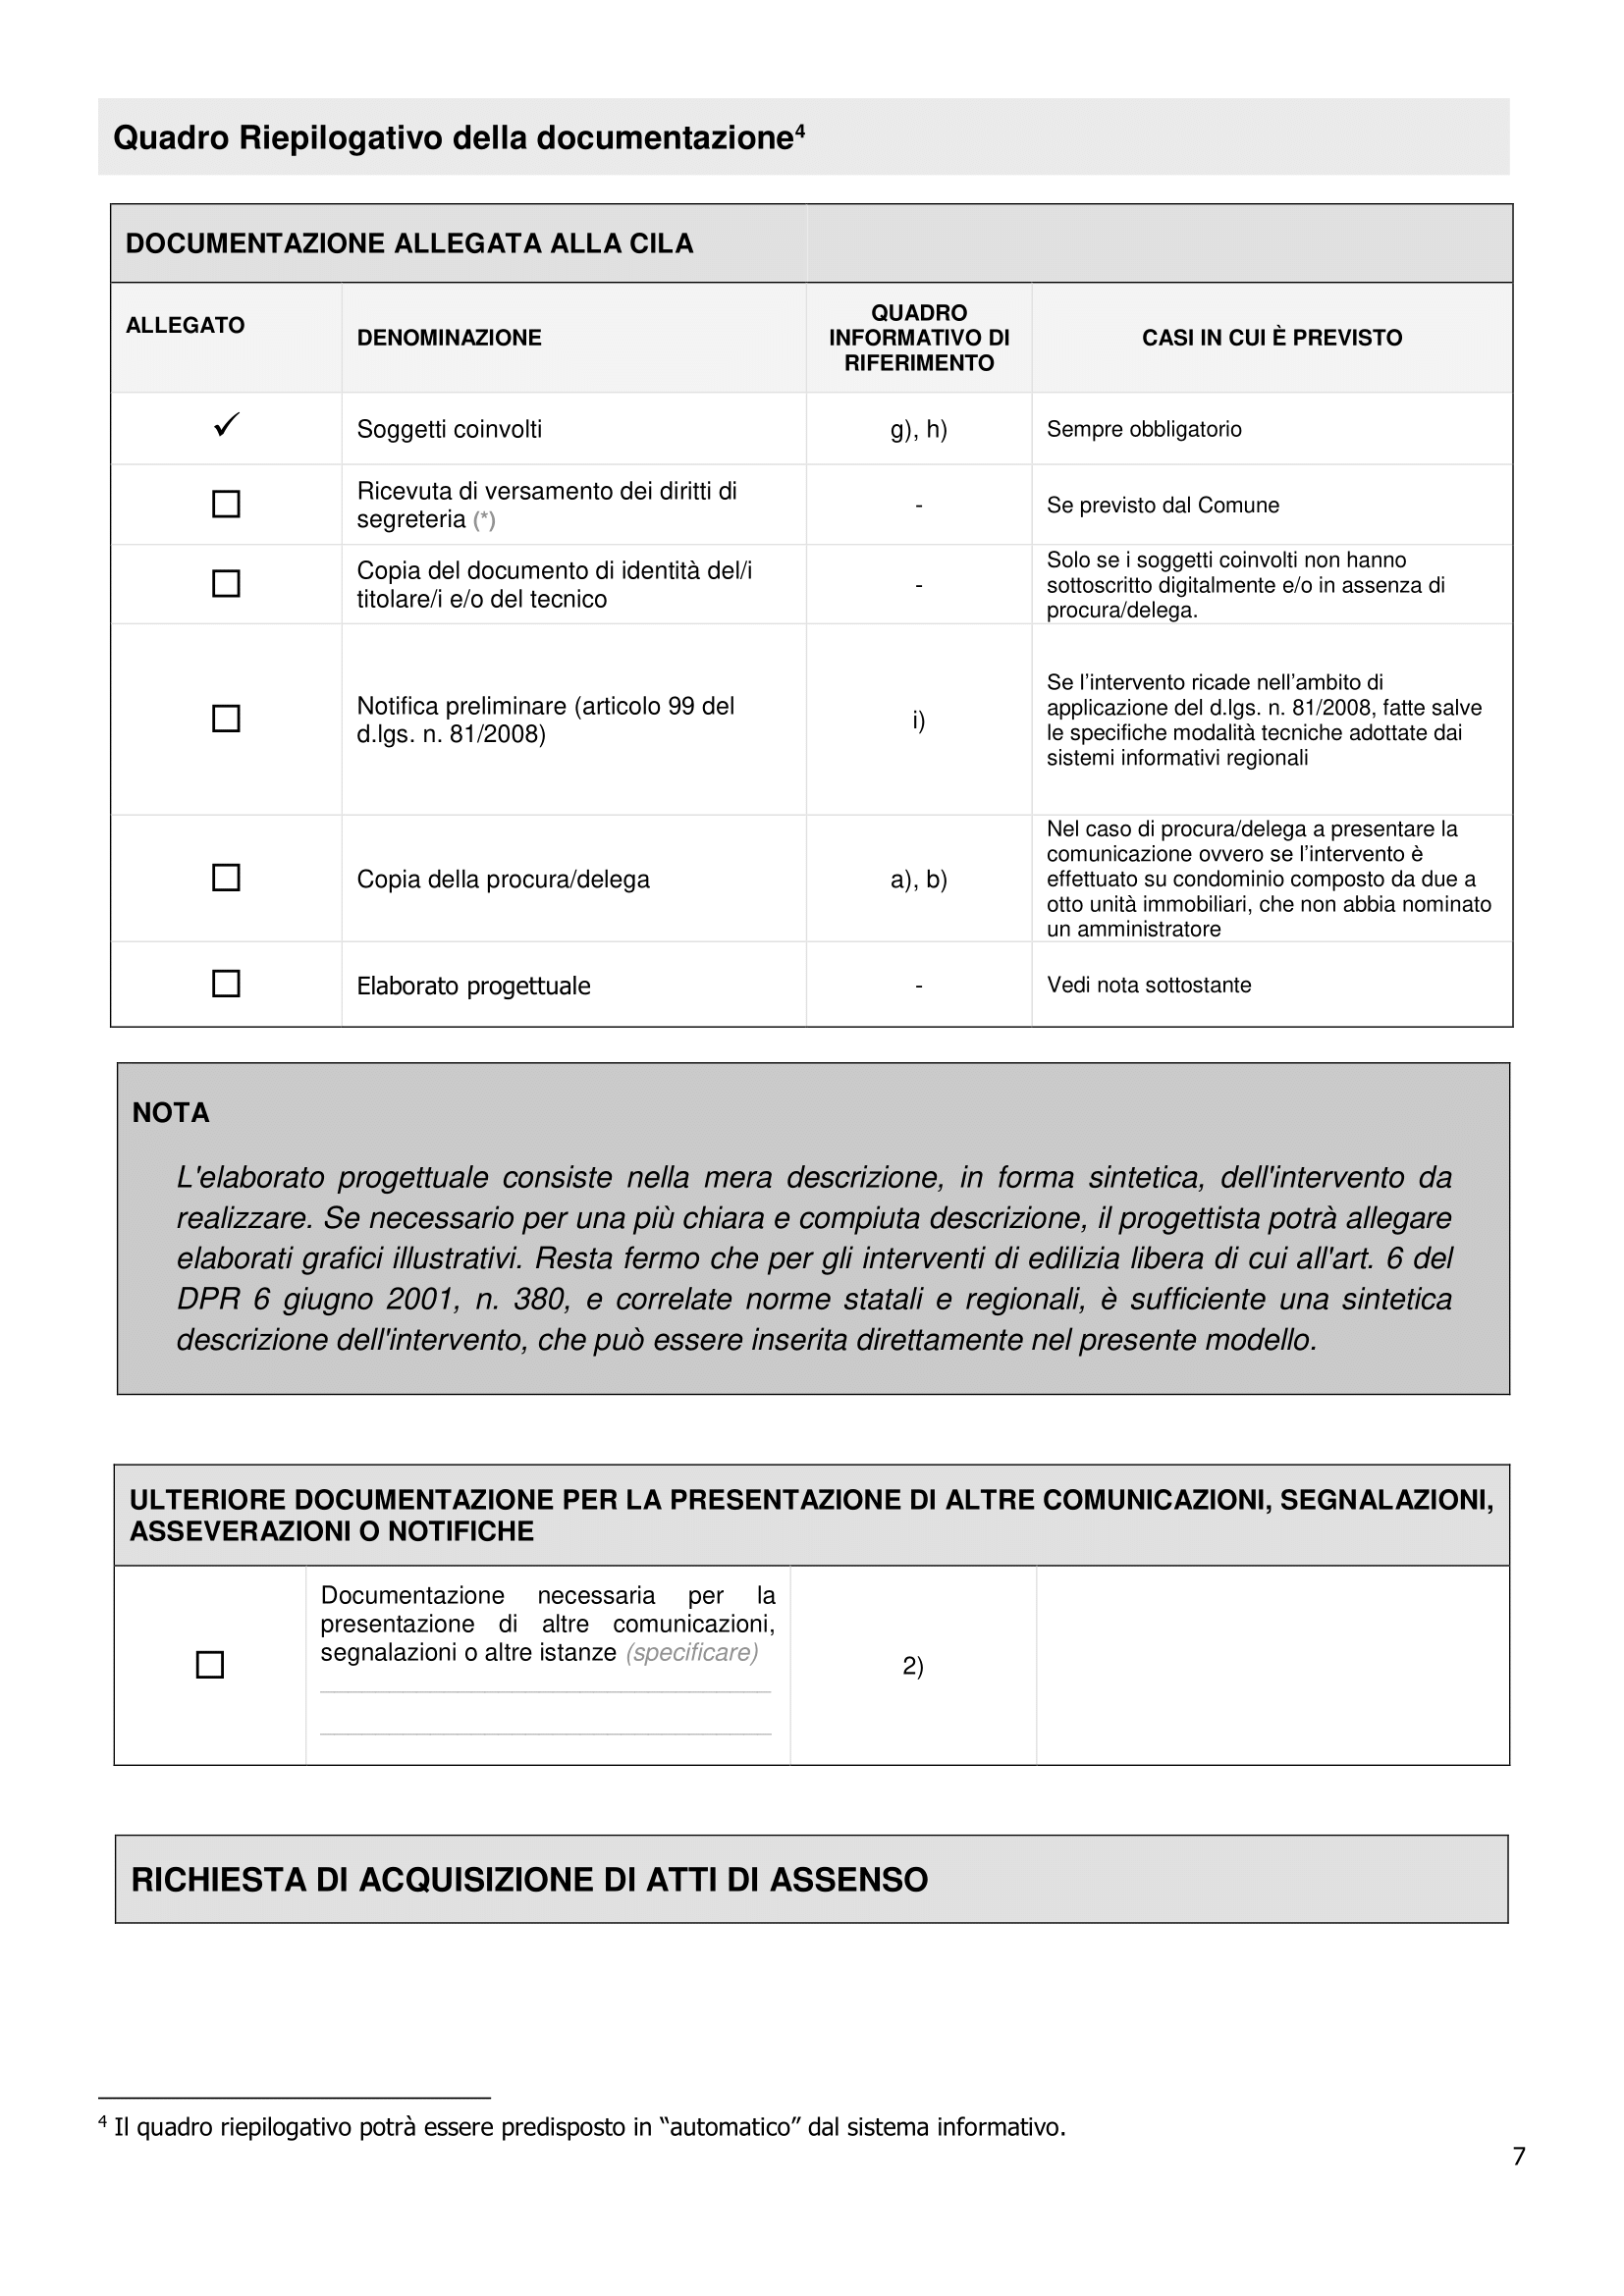 Quadro Riepilogativo della documentazione4
DOCUMENTAZIONE ALLEGATA ALLA CILA
ALLEGATO
DENOMINAZIONE
QUADRO
INFORMATIVO DI
RIFERIMENTO
CASI IN CUI È PREVISTO
✓
Soggetti coinvolti
g), h)
Sempre obbligatorio
☐
Ricevuta di versamento dei diritti di
segreteria (*)
-
Se previsto dal Comune
☐
Copia del documento di identità del/i
titolare/i e/o del tecnico
-
Solo se i soggetti coinvolti non hanno
sottoscritto digitalmente e/o in assenza di
procura/delega.
☐
Notifica preliminare (articolo 99 del
d.lgs. n. 81/2008)
i)
Se l’intervento ricade nell’ambito di
applicazione del d.lgs. n. 81/2008, fatte salve
le specifiche modalità tecniche adottate dai
sistemi informativi regionali
☐
Copia della procura/delega
a), b)
Nel caso di procura/delega a presentare la
comunicazione ovvero se l’intervento è
effettuato su condominio composto da due a
otto unità immobiliari, che non abbia nominato
un amministratore
☐
Elaborato progettuale
-
Vedi nota sottostante
NOTA
L'elaborato progettuale consiste nella mera descrizione, in forma sintetica, dell'intervento da
realizzare. Se necessario per una più chiara e compiuta descrizione, il progettista potrà allegare
elaborati grafici illustrativi. Resta fermo che per gli interventi di edilizia libera di cui all'art. 6 del
DPR 6 giugno 2001, n. 380, e correlate norme statali e regionali, è sufficiente una sintetica
descrizione dell'intervento, che può essere inserita direttamente nel presente modello.
ULTERIORE DOCUMENTAZIONE PER LA PRESENTAZIONE DI ALTRE COMUNICAZIONI, SEGNALAZIONI,
ASSEVERAZIONI O NOTIFICHE
☐
Documentazione necessaria per la
presentazione di altre comunicazioni,
segnalazioni o altre istanze (specificare)
2)
RICHIESTA DI ACQUISIZIONE DI ATTI DI ASSENSO
4 Il quadro riepilogativo potrà essere predisposto in “automatico” dal sistema informativo.
7